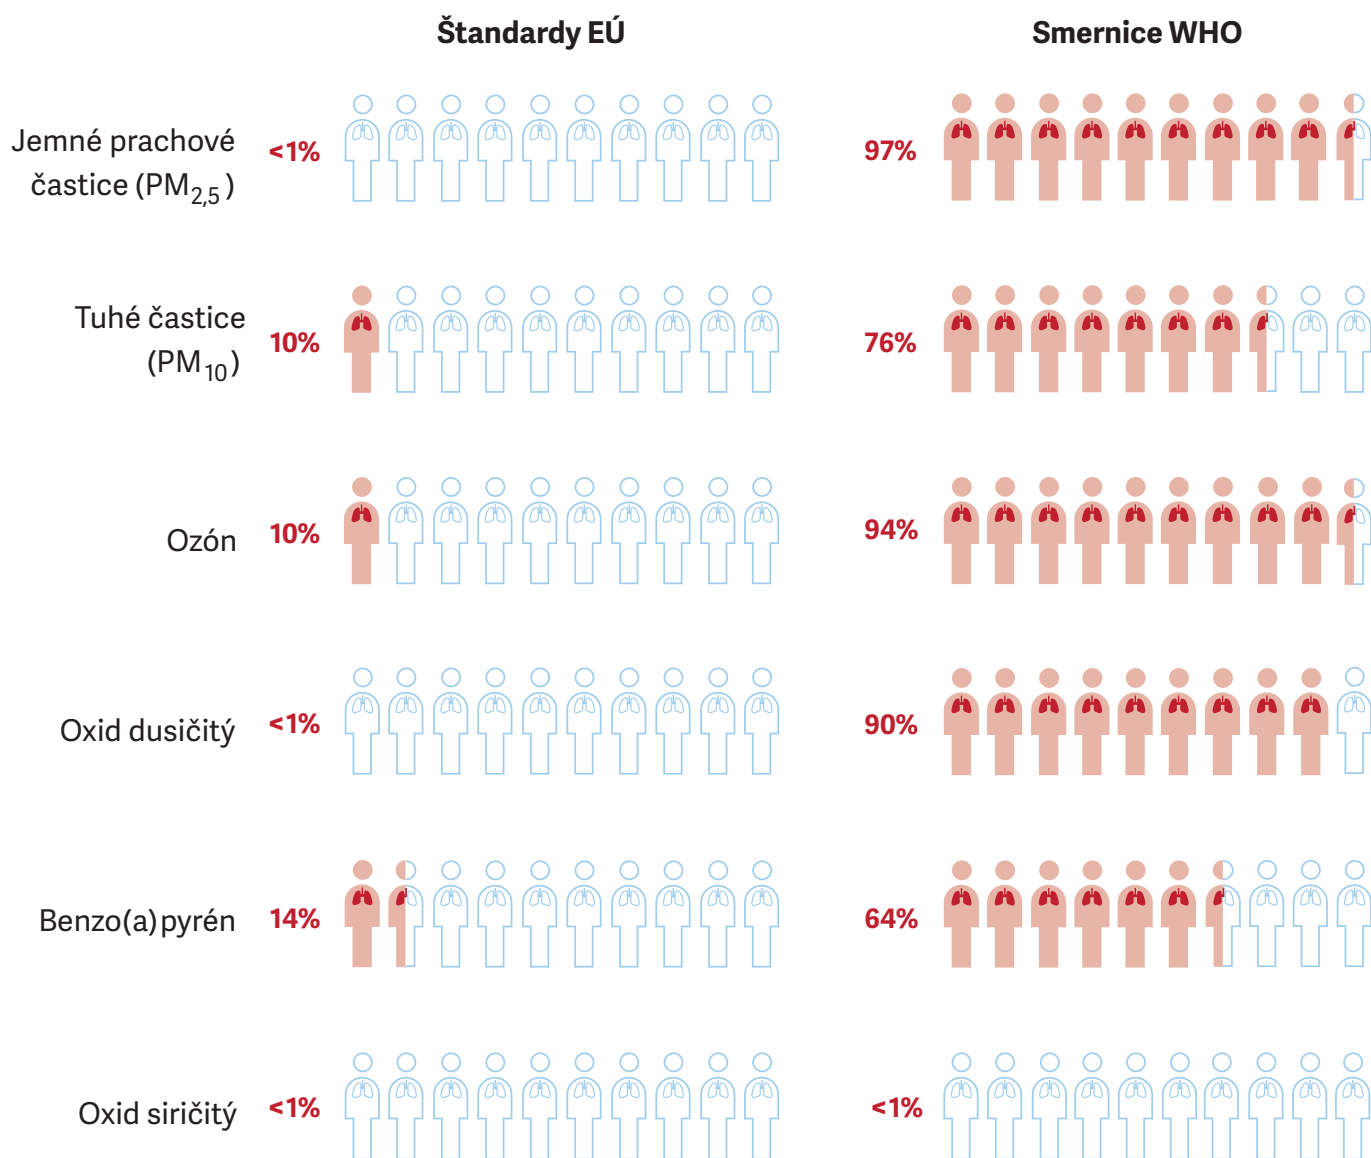 Štandardy EÚ
Smernice WHO
Jemné prachové
častice (PM2,5)
<1%
97%
Tuhé častice
(PM10)
10%
76%
Ozón
10%
94%
Oxid dusičitý
<1%
90%
Benzo(a)pyrén
14%
64%
Oxid siričitý
<1%
<1%